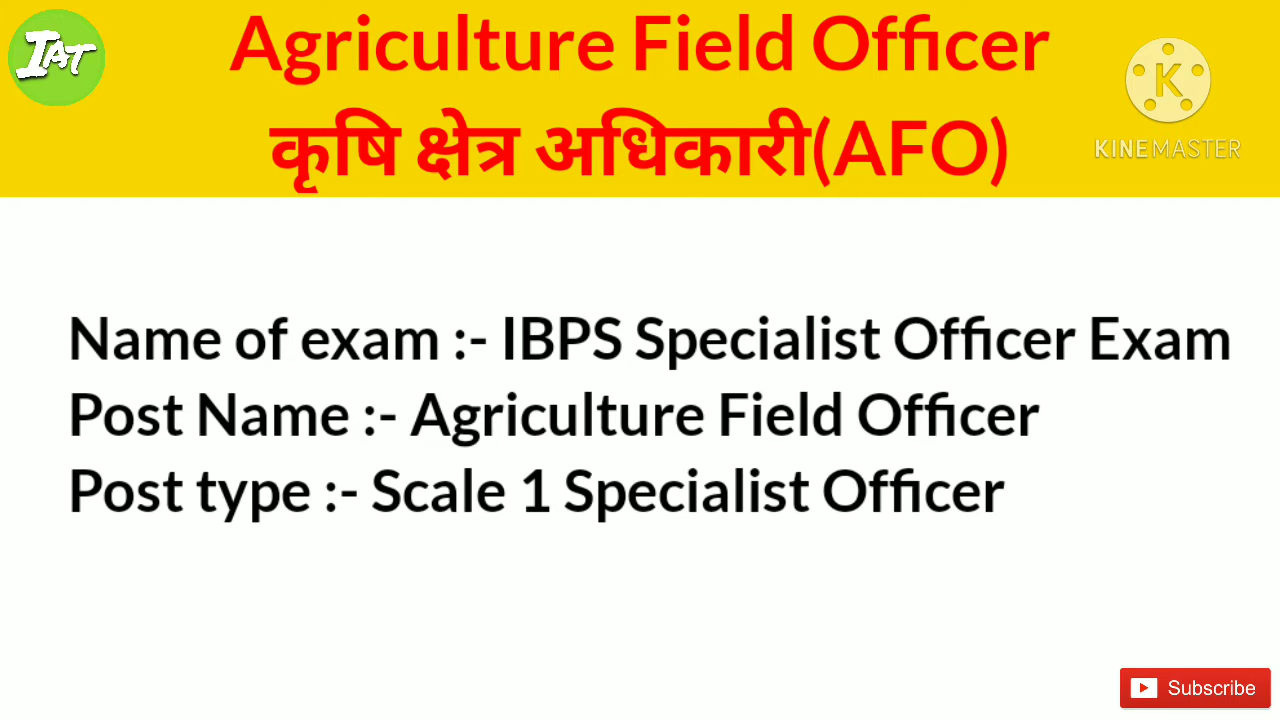 IAT
Agriculture Field Officer
कृषि क्षेत्र अधिकारी(AFO)
K
KINEMASTER
Name of exam :- IBPS Specialist Officer Exam
Post Name :- Agriculture Field Officer
Post type :- Scale 1 Specialist Officer
Subscribe